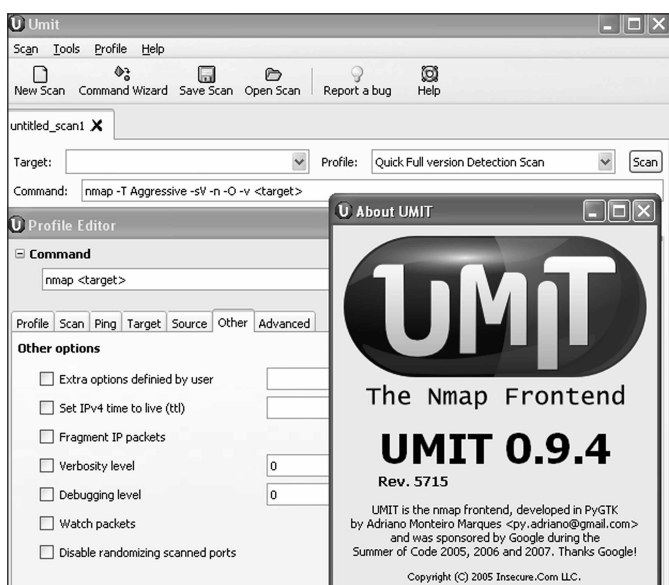 Umit
Scan Tools Profile Help
New Scan Command Wizard Save Scan Open Scan Report a bug Help
untitled_scan1
Target: Profile: Quick Full version Detection Scan Scan
Command: nmap -T Aggressive -sV -n -O -v <target>
Profile Editor
Command
nmap <target>
Profile Scan Ping Target Source Other Advanced
Other options
Extra options definied by user
Set IPv4 time to live (ttl)
Fragment IP packets
Verbosity level 0
Debugging level 0
Watch packets
Disable randomizing scanned ports
About UMIT
UMIT
The Nmap Frontend
UMIT 0.9.4
Rev. 5715
UMIT is the nmap frontend, developed in PyGTK
by Adriano Monteiro Marques <py.adriano@gmail.com>
and was sponsored by Google during the
Summer of Code 2005, 2006 and 2007. Thanks Google!
Copyright (C) 2005 Insecure.Com LLC.